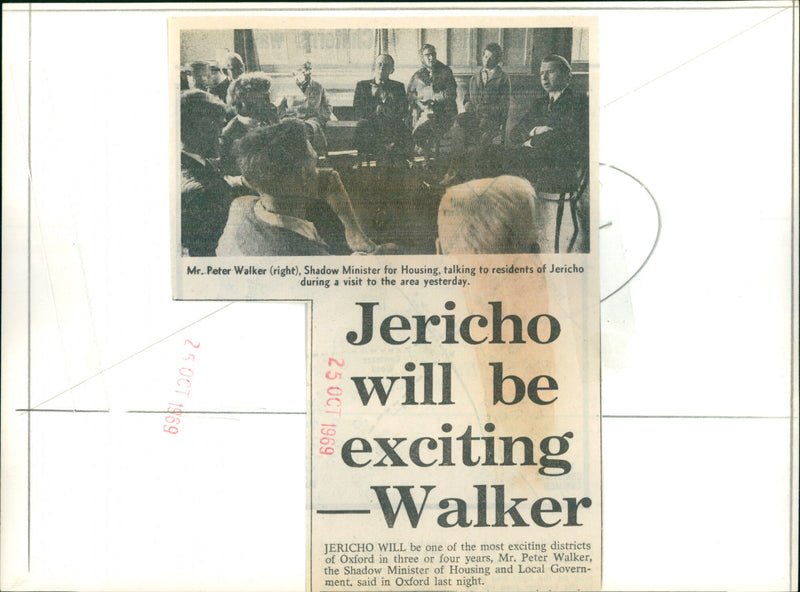 Mr. Peter Walker (right), Shadow Minister for Housing, talking to residents of Jericho
during a visit to the area yesterday.
25 OCT 1969
25 OCT 1969
Jericho
will be
exciting
—Walker
JERICHO WILL be one of the most exciting districts
of Oxford in three or four years, Mr. Peter Walker,
the Shadow Minister of Housing and Local Govern-
ment, said in Oxford last night.